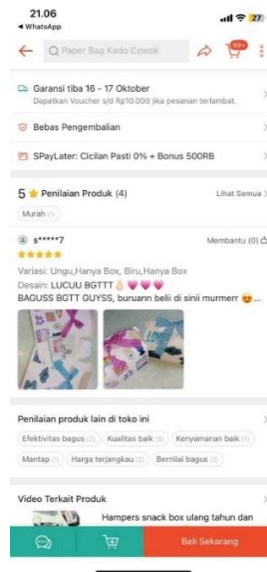 21.06
27
WhatsApp
Paper Bag Kado Cowok
99+
Garansi tiba 16 - 17 Oktober
Dapatkan Voucher s/d Rp10.000 jika pesanan terlambat.
Bebas Pengembalian
SPayLater: Cicilan Pasti 0% + Bonus 500RB
5 ★ Penilaian Produk (4)
Lihat Semua
Murah (1)
s*****7
Membantu (0)
Variasi: Ungu,Hanya Box, Biru,Hanya Box
Desain: LUCUU BGTTT👌🏻💗💗💗
BAGUSS BGTT GUYSS, buruann belii di sinii murmerr 😍...
Penilaian produk lain di toko ini
Efektivitas bagus (2)
Kualitas baik (5)
Kenyamanan baik (1)
Mantap (1)
Harga terjangkau (2)
Bernilai bagus (2)
Video Terkait Produk
Hampers snack box ulang tahun dan
Beli Sekarang